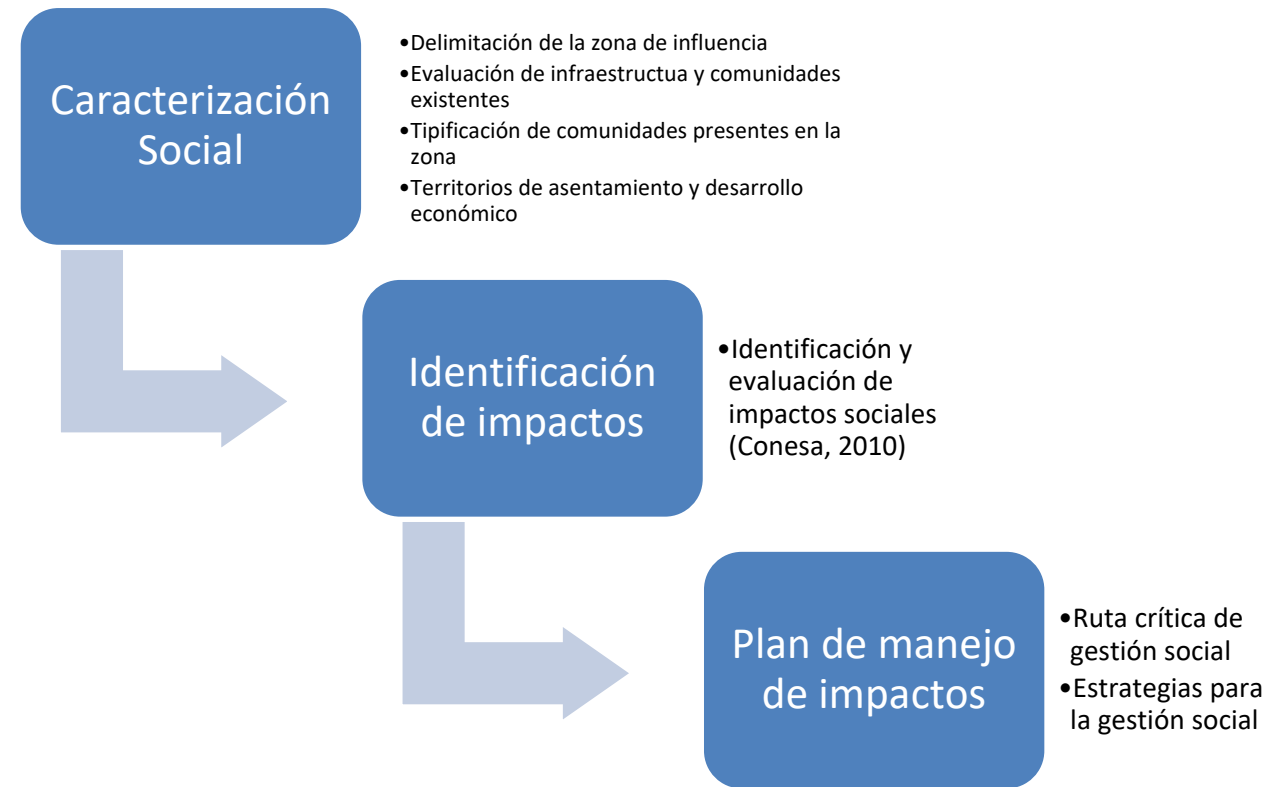 Caracterización
Social
•Delimitación de la zona de influencia
•Evaluación de infraestructua y comunidades
existentes
•Tipificación de comunidades presentes en la
zona
•Territorios de asentamiento y desarrollo
económico
Identificación
de impactos
•Identificación y
evaluación de
impactos sociales
(Conesa, 2010)
Plan de manejo
de impactos
•Ruta crítica de
gestión social
•Estrategias para
la gestión social